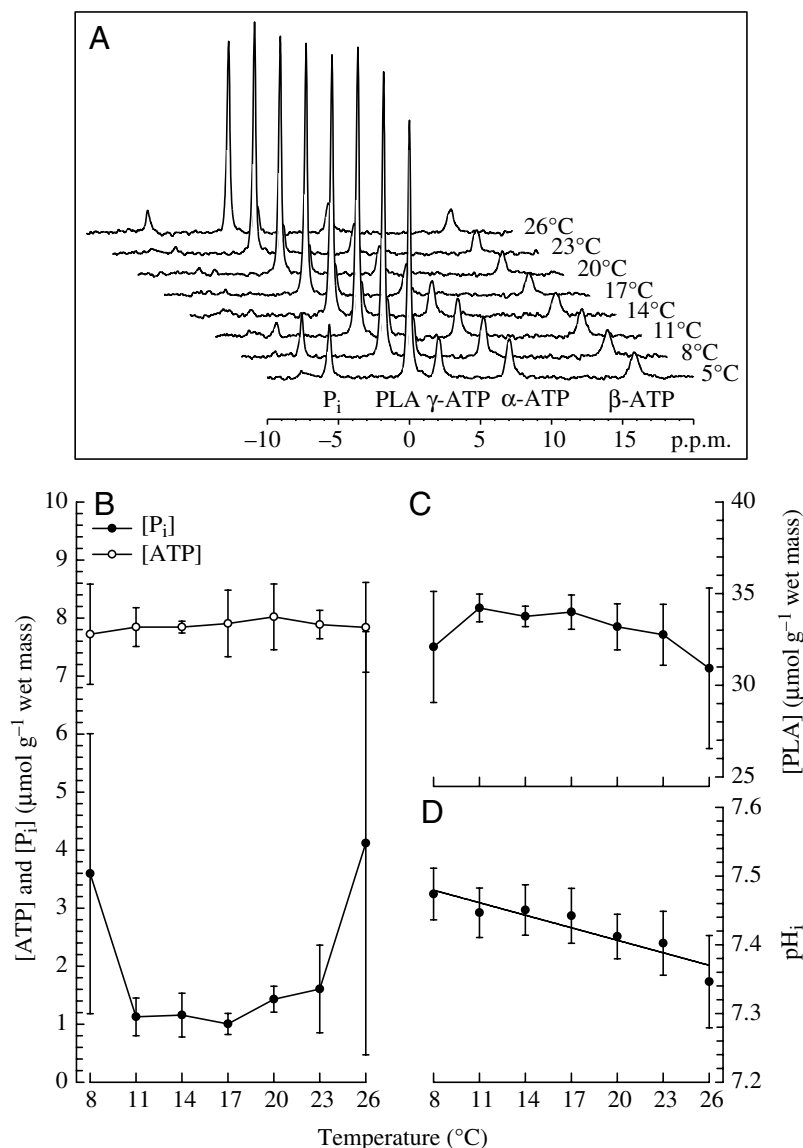 A
26°C
23°C
20°C
17°C
14°C
11°C
8°C
5°C
Pi PLA γ-ATP α-ATP β-ATP
–10 –5 0 5 10 15 p.p.m.
B
[Pi]
[ATP]
10
9
8
7
6
5
4
3
2
1
0
[ATP] and [Pi] (μmol g–1 wet mass)
8 11 14 17 20 23 26
C
40
35
30
25
[PLA] (μmol g–1 wet mass)
D
7.6
7.5
7.4
7.3
7.2
pHi
8 11 14 17 20 23 26
Temperature (°C)